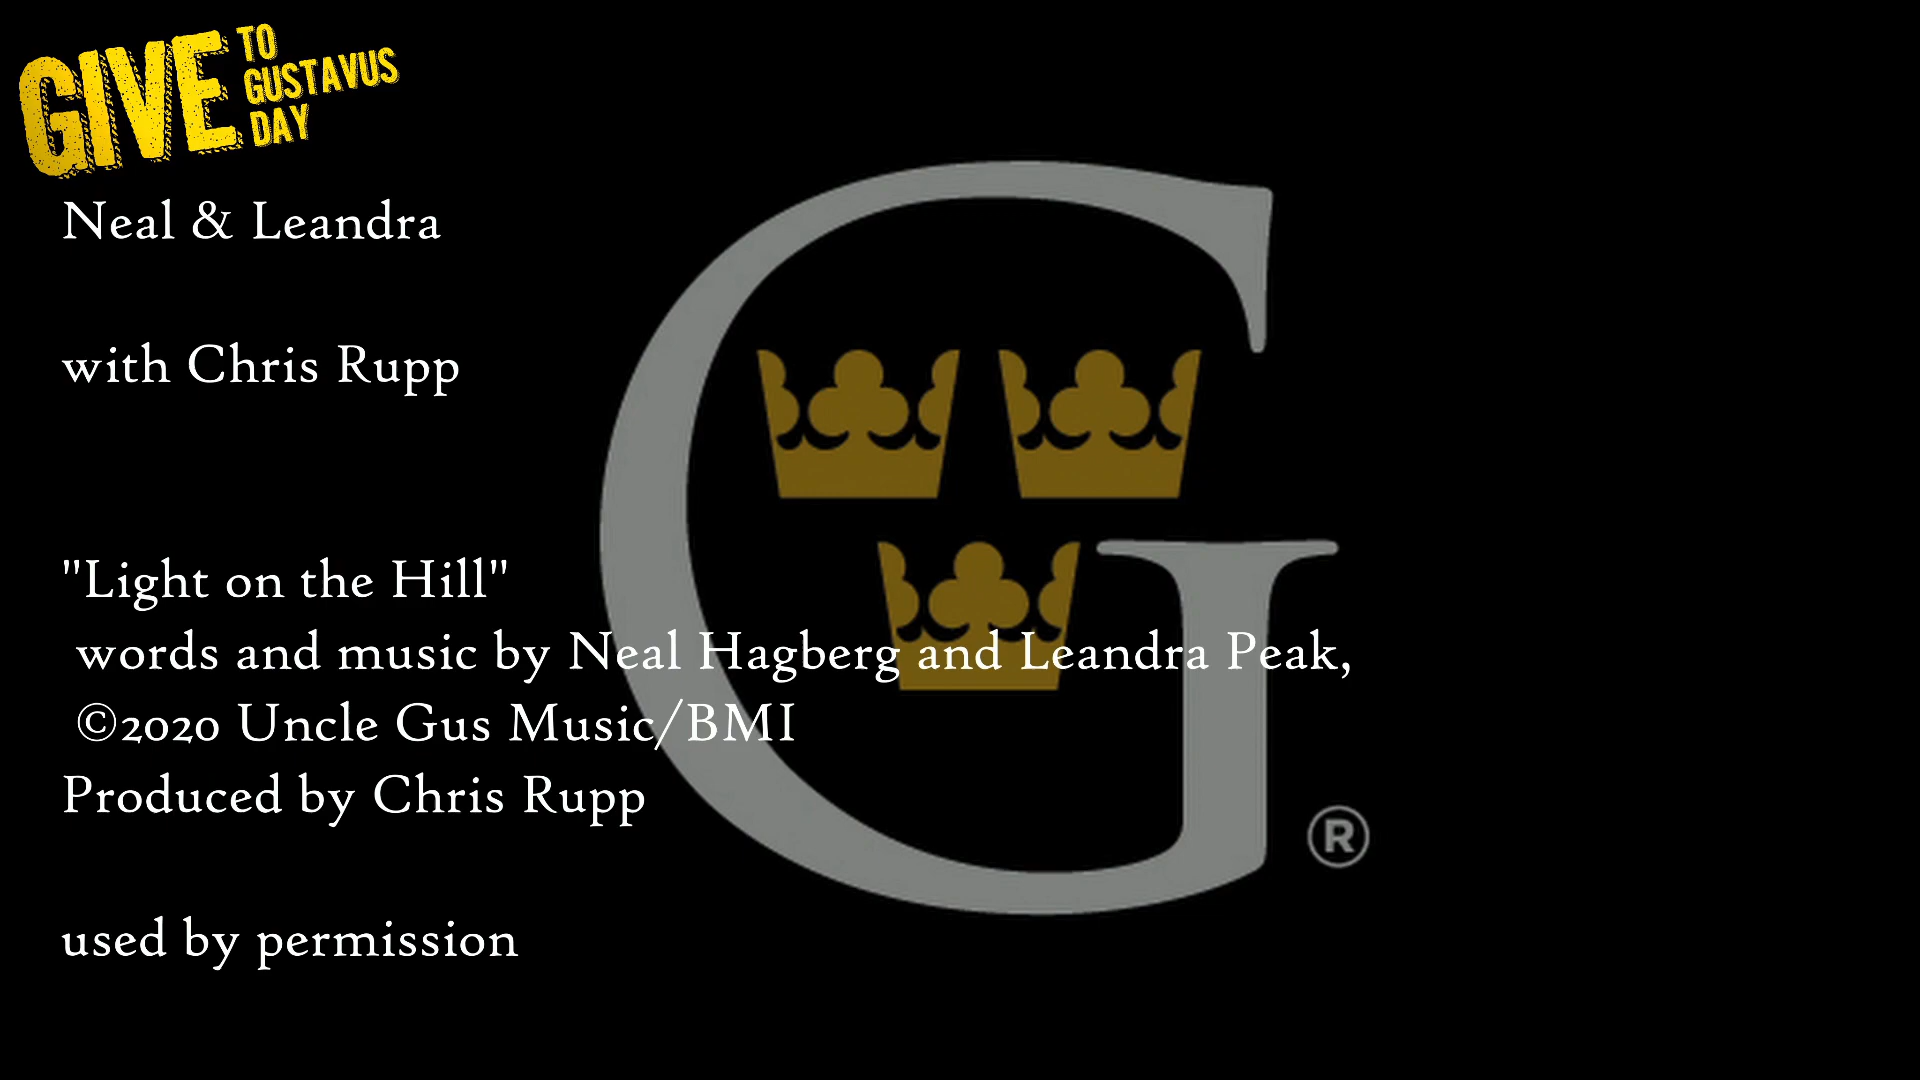 GIVE TO
GUSTAVUS
DAY
Neal & Leandra
with Chris Rupp
"Light on the Hill"
words and music by Neal Hagberg and Leandra Peak,
©2020 Uncle Gus Music/BMI
Produced by Chris Rupp
used by permission
G
®